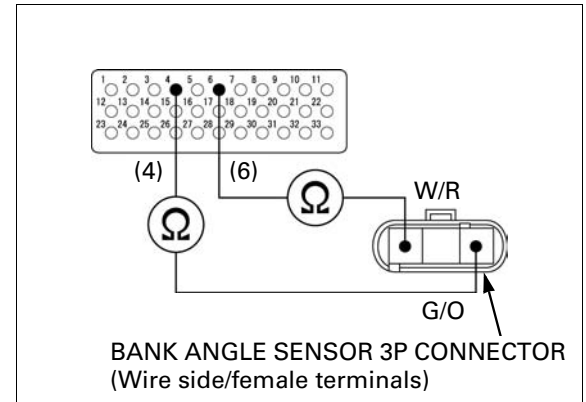 1 2 3 4 5 6 7 8 9 10 11
12 13 14 15 16 17 18 19 20 21 22
23 24 25 26 27 28 29 30 31 32 33
(4) (6)
Ω
W/R
Ω
G/O
BANK ANGLE SENSOR 3P CONNECTOR
(Wire side/female terminals)